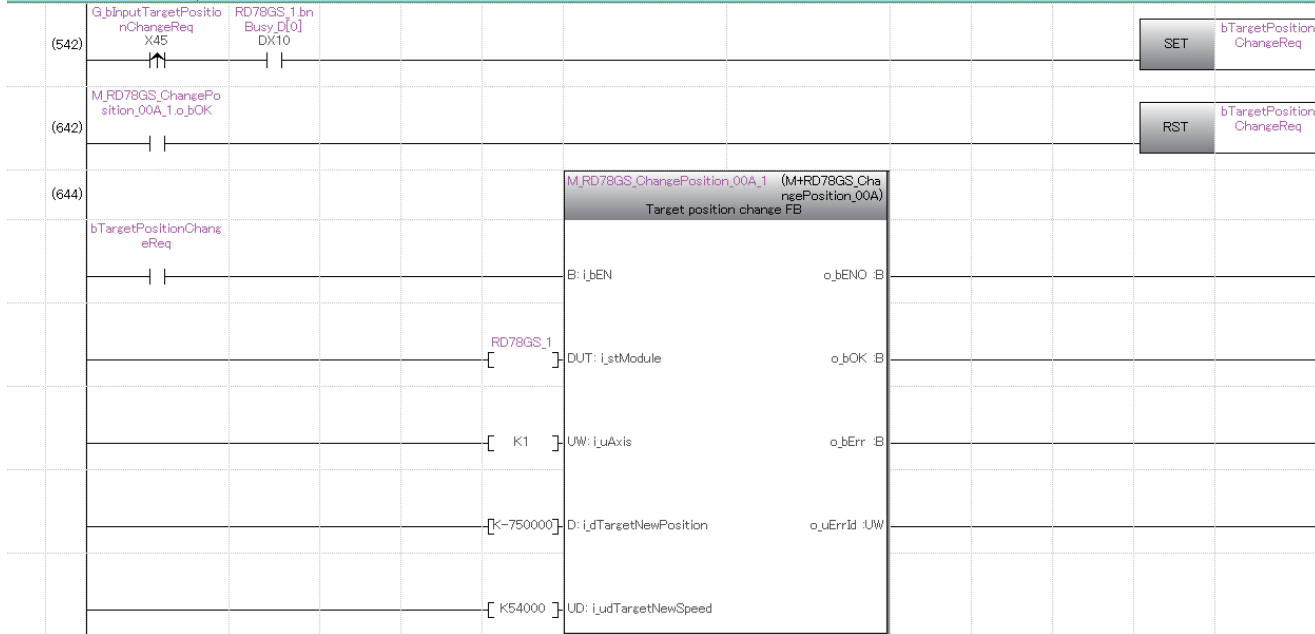 G_bInputTargetPositio RD78GS_1.bn
nChangeReq Busy_D[0]
(542) X45 DX10 SET bTargetPosition
ChangeReq
M_RD78GS_ChangePo
sition_00A_1.o_bOK
(642) RST bTargetPosition
ChangeReq
(644) M_RD78GS_ChangePosition_00A_1 (M+RD78GS_Cha
ngePosition_00A)
Target position change FB
bTargetPositionChang
eReq
B: i_bEN o_bENO :B
RD78GS_1
DUT: i_stModule o_bOK :B
K1 UW: i_uAxis o_bErr :B
K-750000 D: i_dTargetNewPosition o_uErrId :UW
K54000 UD: i_udTargetNewSpeed